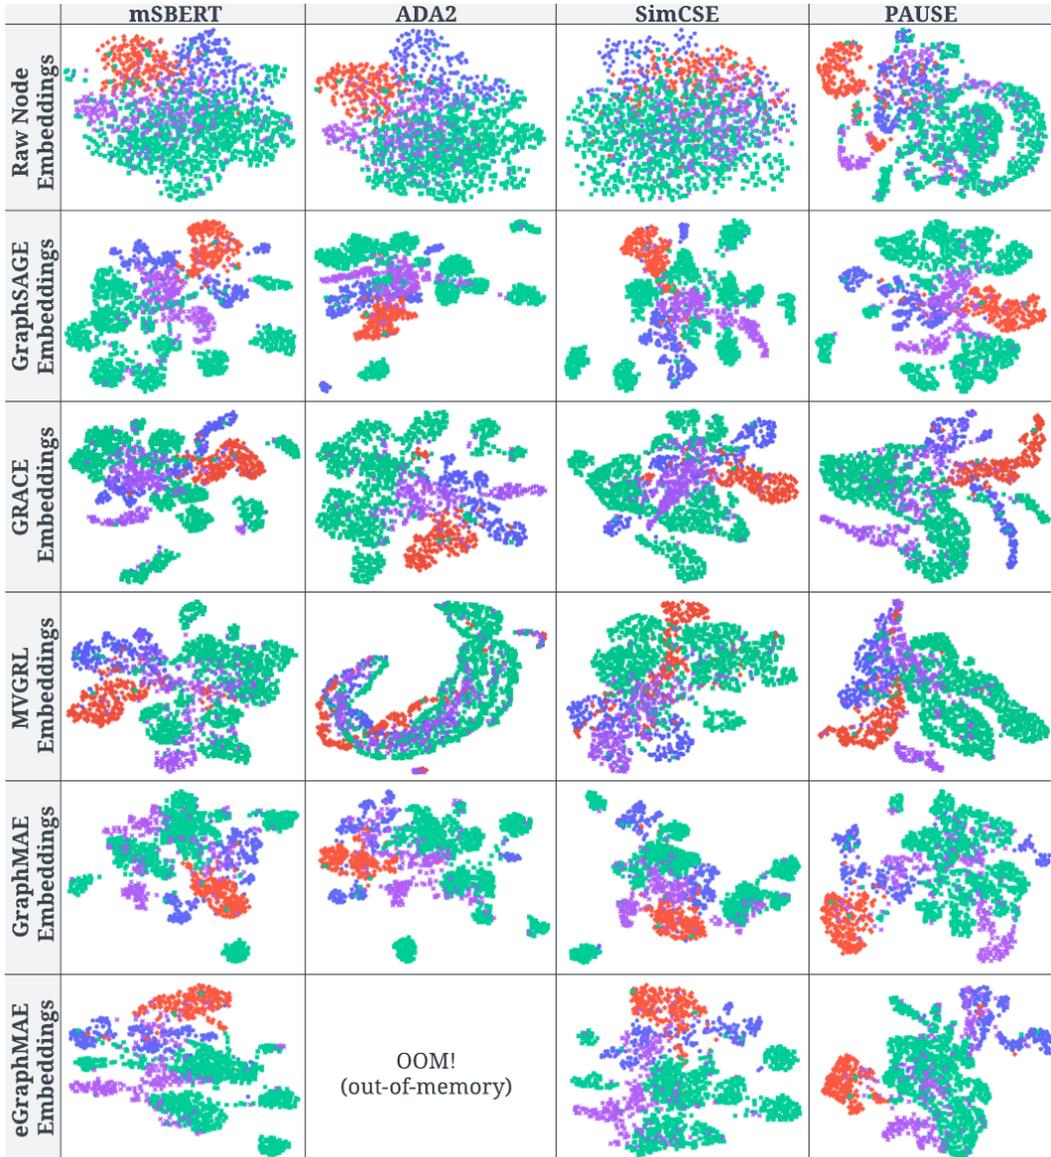 mSBERT ADA2 SimCSE PAUSE
Raw Node
Embeddings
GraphSAGE
Embeddings
GRACE
Embeddings
MVGRL
Embeddings
GraphMAE
Embeddings
eGraphMAE
Embeddings
OOM!
(out-of-memory)